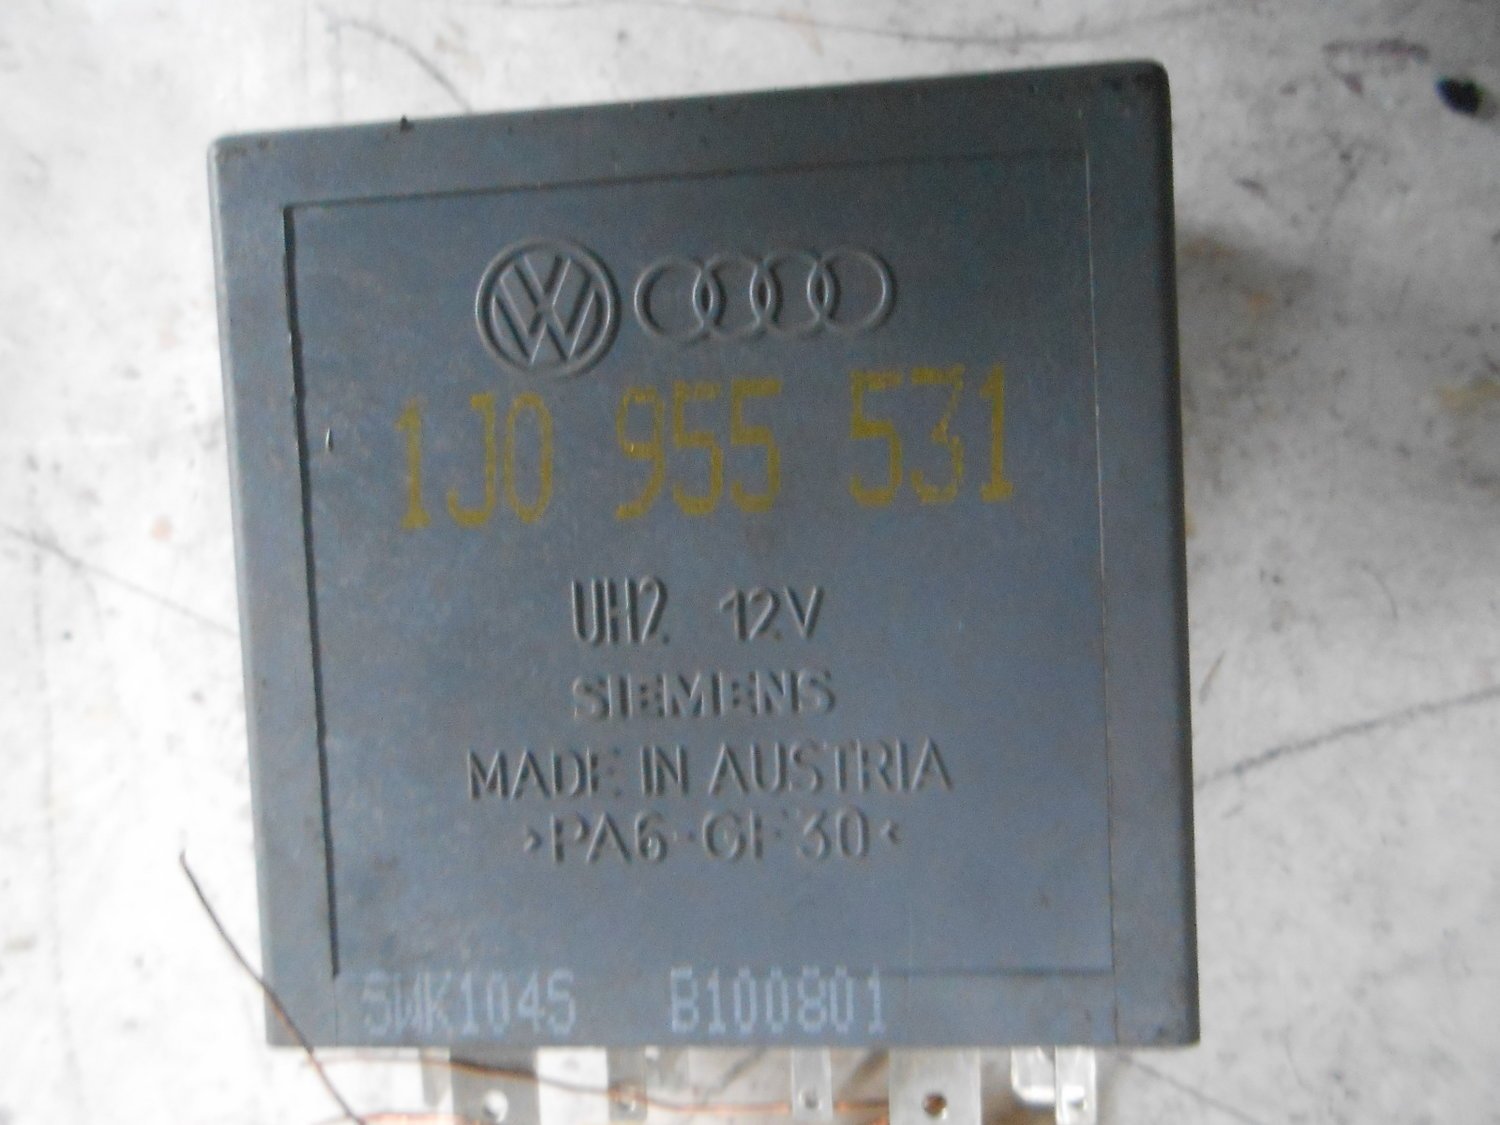 1J0 955 531
UH2 12V
SIEMENS
MADE IN AUSTRIA
>PA6-GF30<
5WK1045 B100801